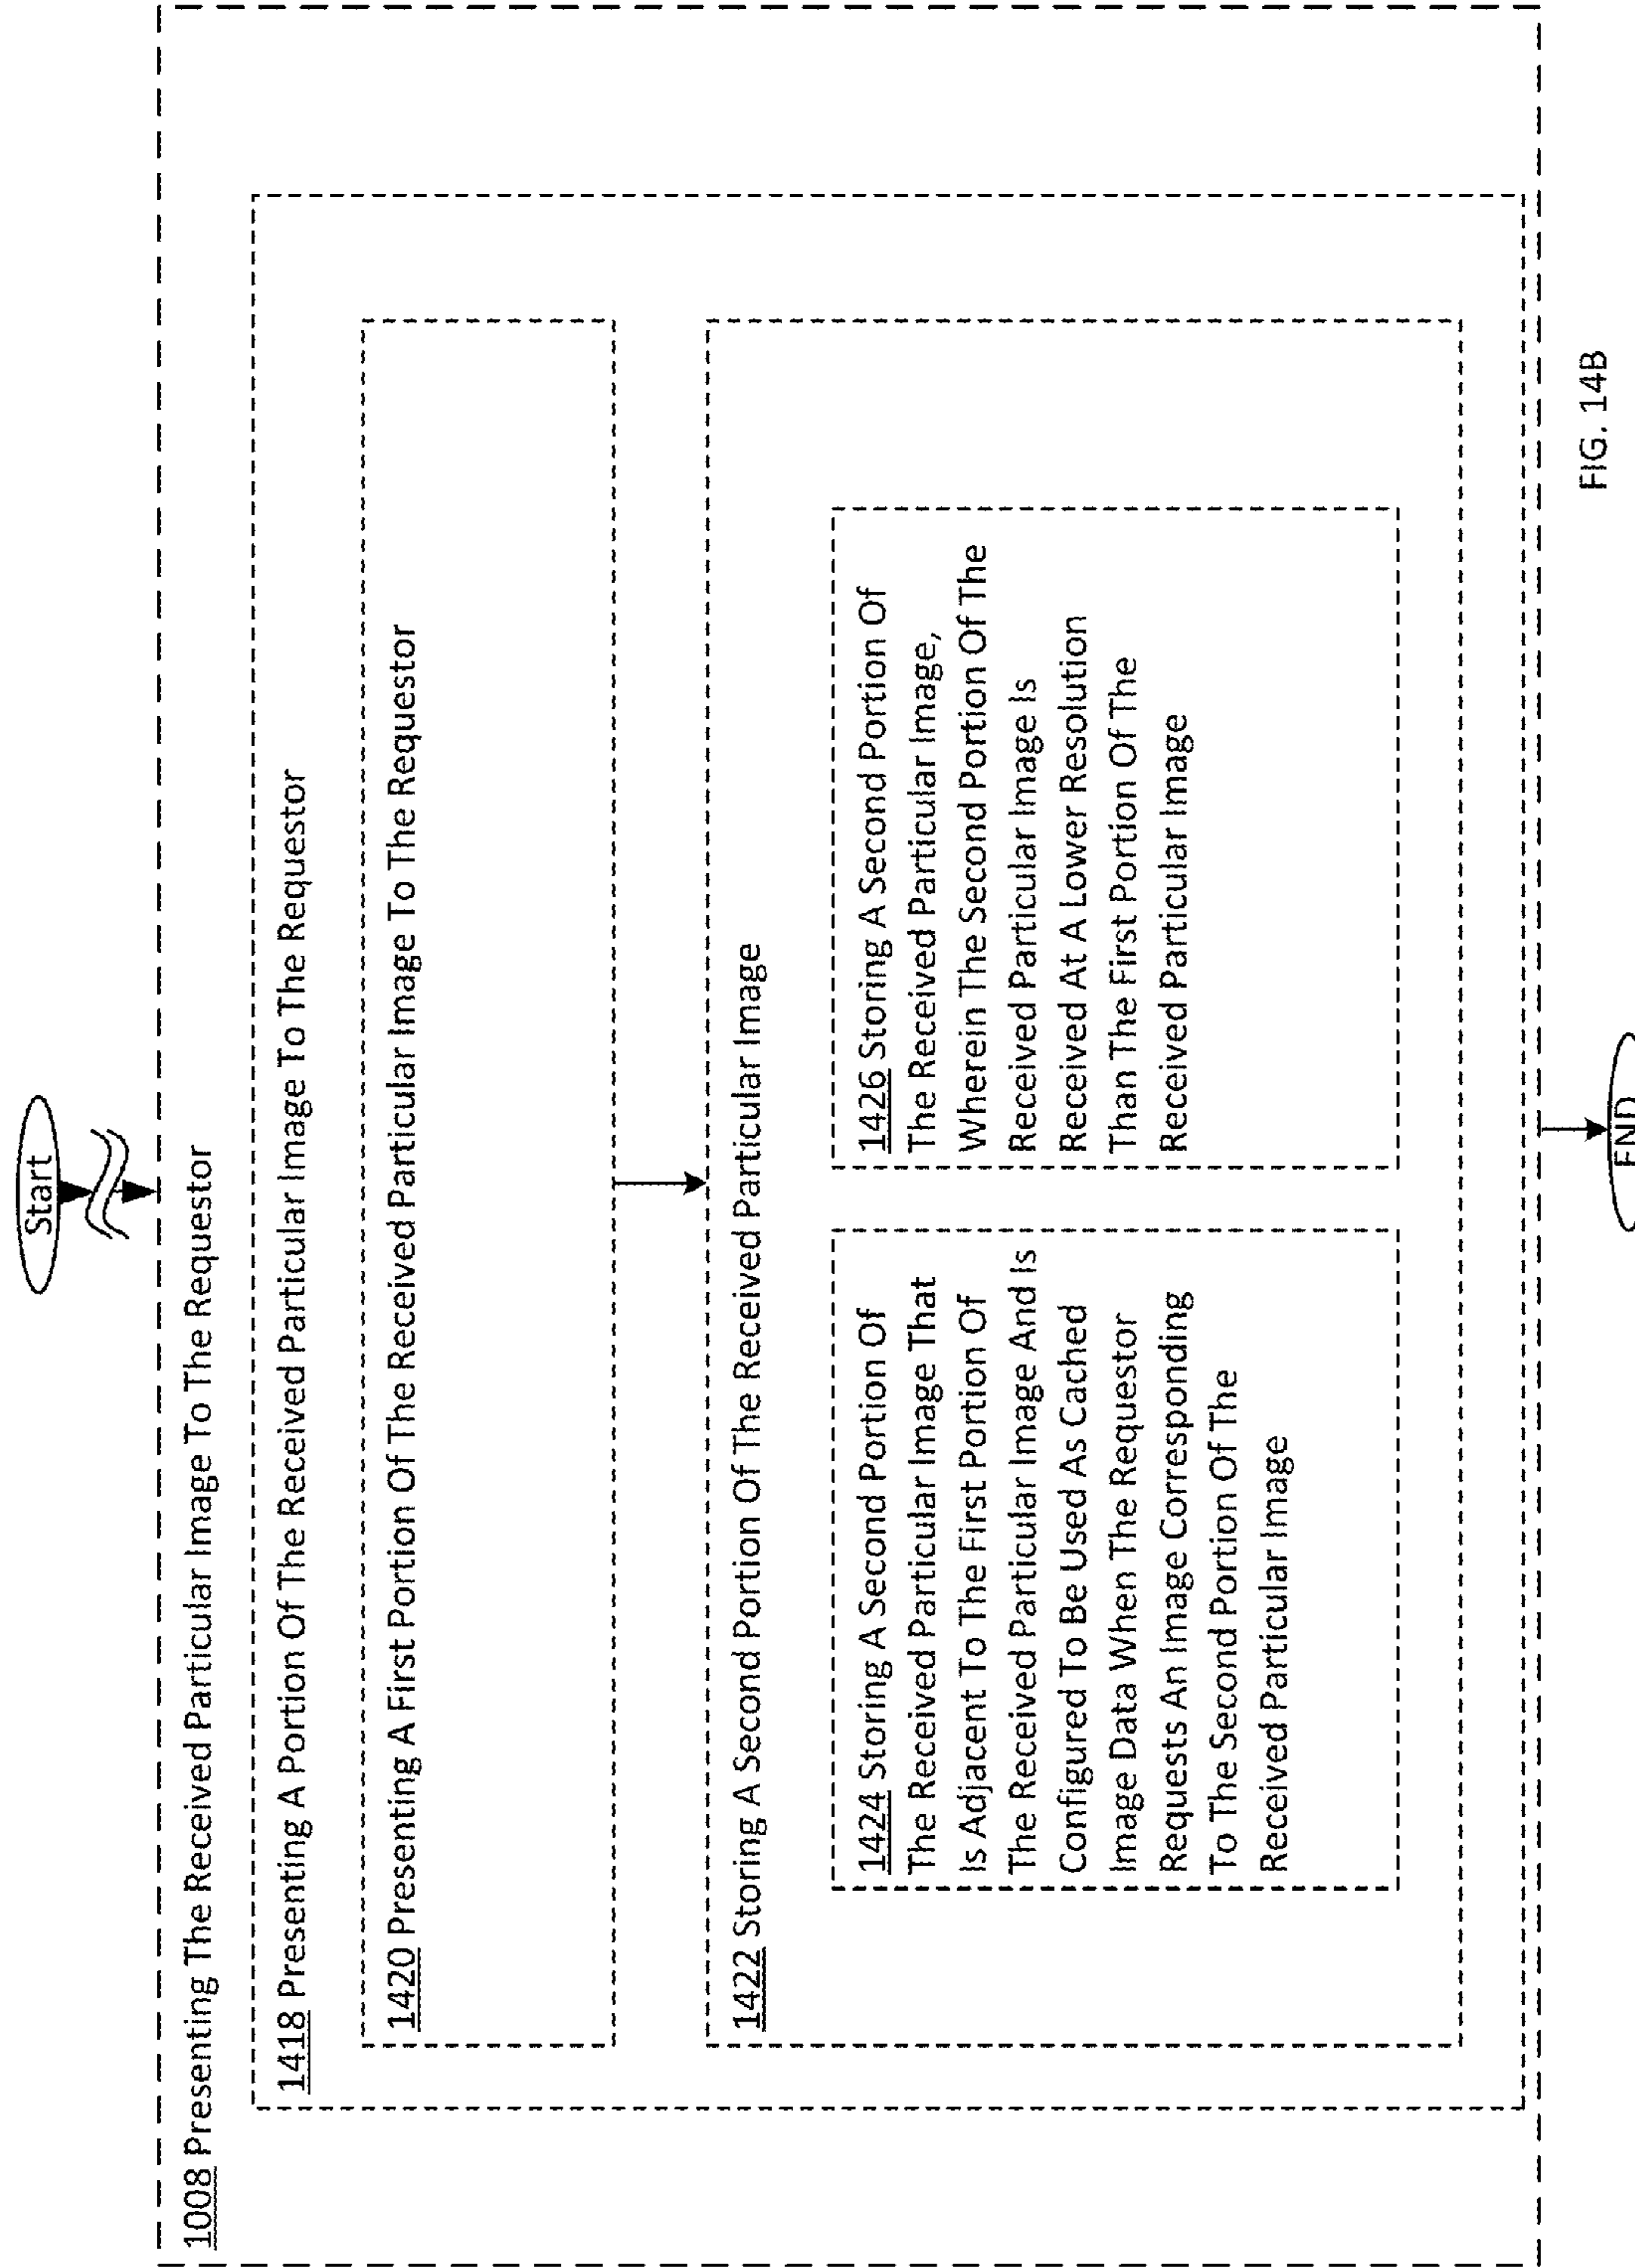 Start
1008 Presenting The Received Particular Image To The Requestor
1418 Presenting A Portion Of The Received Particular Image To The Requestor
1420 Presenting A First Portion Of The Received Particular Image To The Requestor
1422 Storing A Second Portion Of The Received Particular Image
1424 Storing A Second Portion Of
The Received Particular Image That
Is Adjacent To The First Portion Of
The Received Particular Image And Is
Configured To Be Used As Cached
Image Data When The Requestor
Requests An Image Corresponding
To The Second Portion Of The
Received Particular Image
1426 Storing A Second Portion Of
The Received Particular Image,
Wherein The Second Portion Of The
Received Particular Image Is
Received At A Lower Resolution
Than The First Portion Of The
Received Particular Image
END
FIG. 14B